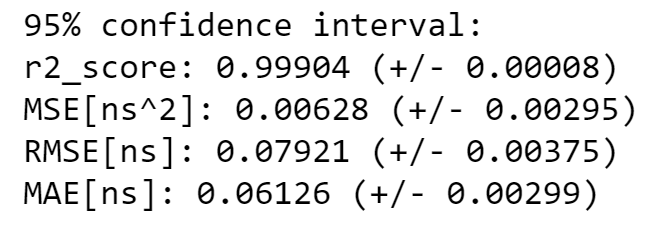 95% confidence interval:
r2_score: 0.99904 (+/- 0.00008)
MSE[ns^2]: 0.00628 (+/- 0.00295)
RMSE[ns]: 0.07921 (+/- 0.00375)
MAE[ns]: 0.06126 (+/- 0.00299)